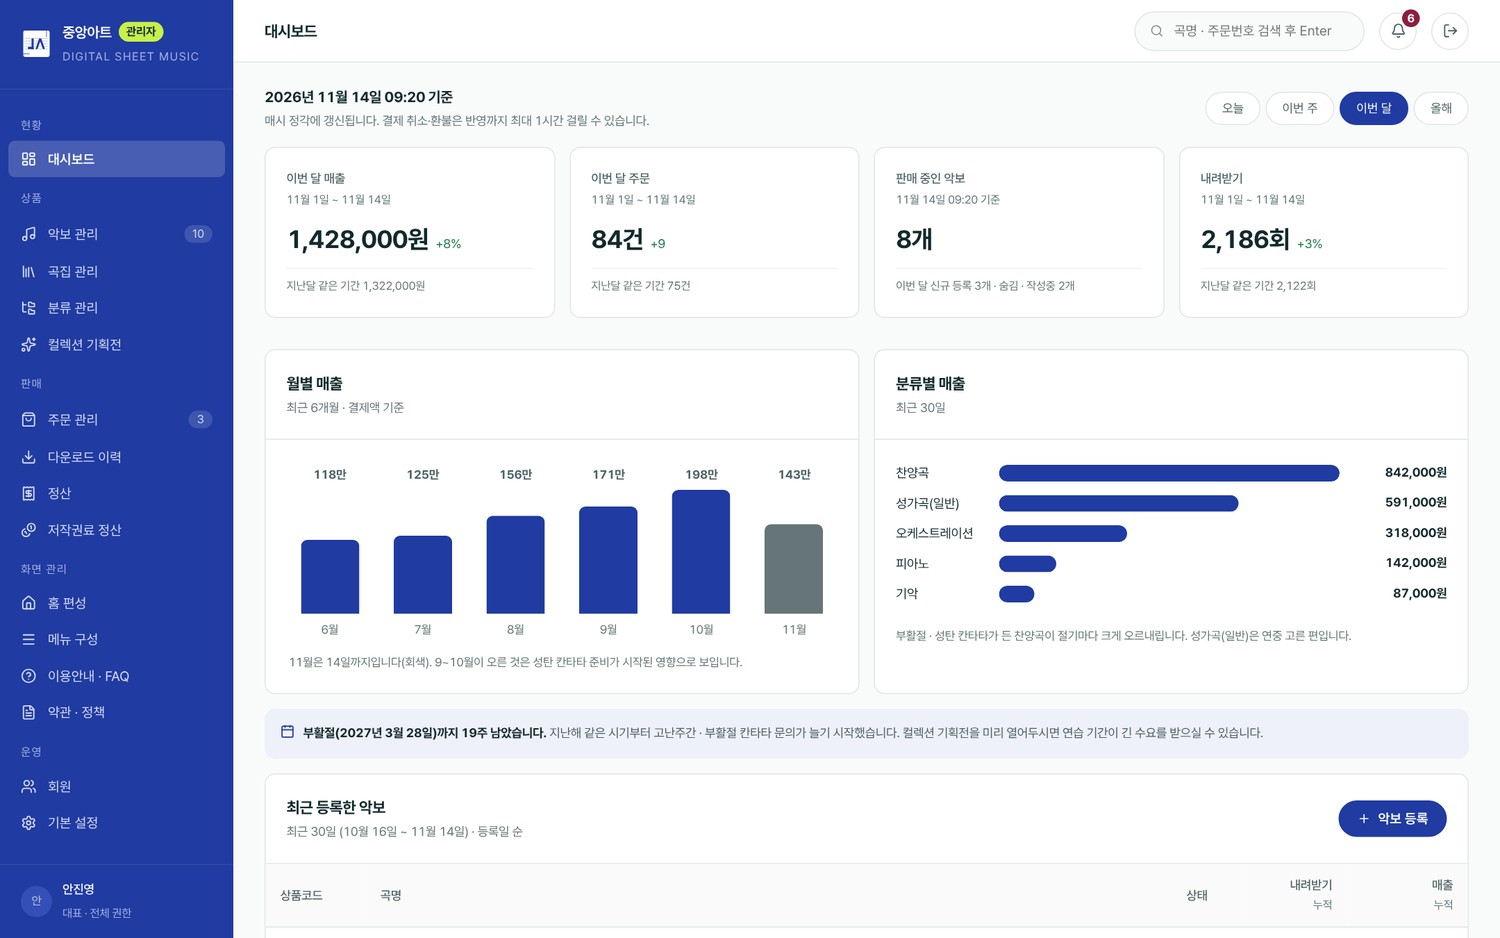 JA
중앙아트 관리자
DIGITAL SHEET MUSIC
현황
대시보드
상품
악보 관리 10
곡집 관리
분류 관리
컬렉션 기획전
판매
주문 관리 3
다운로드 이력
정산
저작권료 정산
화면 관리
홈 편성
메뉴 구성
이용안내 · FAQ
약관 · 정책
운영
회원
기본 설정
안
안진영
대표 · 전체 권한
대시보드
곡명 · 주문번호 검색 후 Enter
6
2026년 11월 14일 09:20 기준
매시 정각에 갱신됩니다. 결제 취소·환불은 반영까지 최대 1시간 걸릴 수 있습니다.
오늘 이번 주 이번 달 올해
이번 달 매출
11월 1일 ~ 11월 14일
1,428,000원 +8%
지난달 같은 기간 1,322,000원
이번 달 주문
11월 1일 ~ 11월 14일
84건 +9
지난달 같은 기간 75건
판매 중인 악보
11월 14일 09:20 기준
8개
이번 달 신규 등록 3개 · 숨김 · 작성중 2개
내려받기
11월 1일 ~ 11월 14일
2,186회 +3%
지난달 같은 기간 2,122회
월별 매출
최근 6개월 · 결제액 기준
118만 125만 156만 171만 198만 143만
6월 7월 8월 9월 10월 11월
11월은 14일까지입니다(회색). 9~10월이 오른 것은 성탄 칸타타 준비가 시작된 영향으로 보입니다.
분류별 매출
최근 30일
찬양곡 842,000원
성가곡(일반) 591,000원
오케스트레이션 318,000원
피아노 142,000원
기악 87,000원
부활절 · 성탄 칸타타가 든 찬양곡이 절기마다 크게 오르내립니다. 성가곡(일반)은 연중 고른 편입니다.
부활절(2027년 3월 28일)까지 19주 남았습니다. 지난해 같은 시기부터 고난주간 · 부활절 칸타타 문의가 늘기 시작했습니다. 컬렉션 기획전을 미리 열어두시면 연습 기간이 긴 수요를 받으실 수 있습니다.
최근 등록한 악보
최근 30일 (10월 16일 ~ 11월 14일) · 등록일 순
+ 악보 등록
상품코드 곡명 상태 내려받기 매출
누적 누적